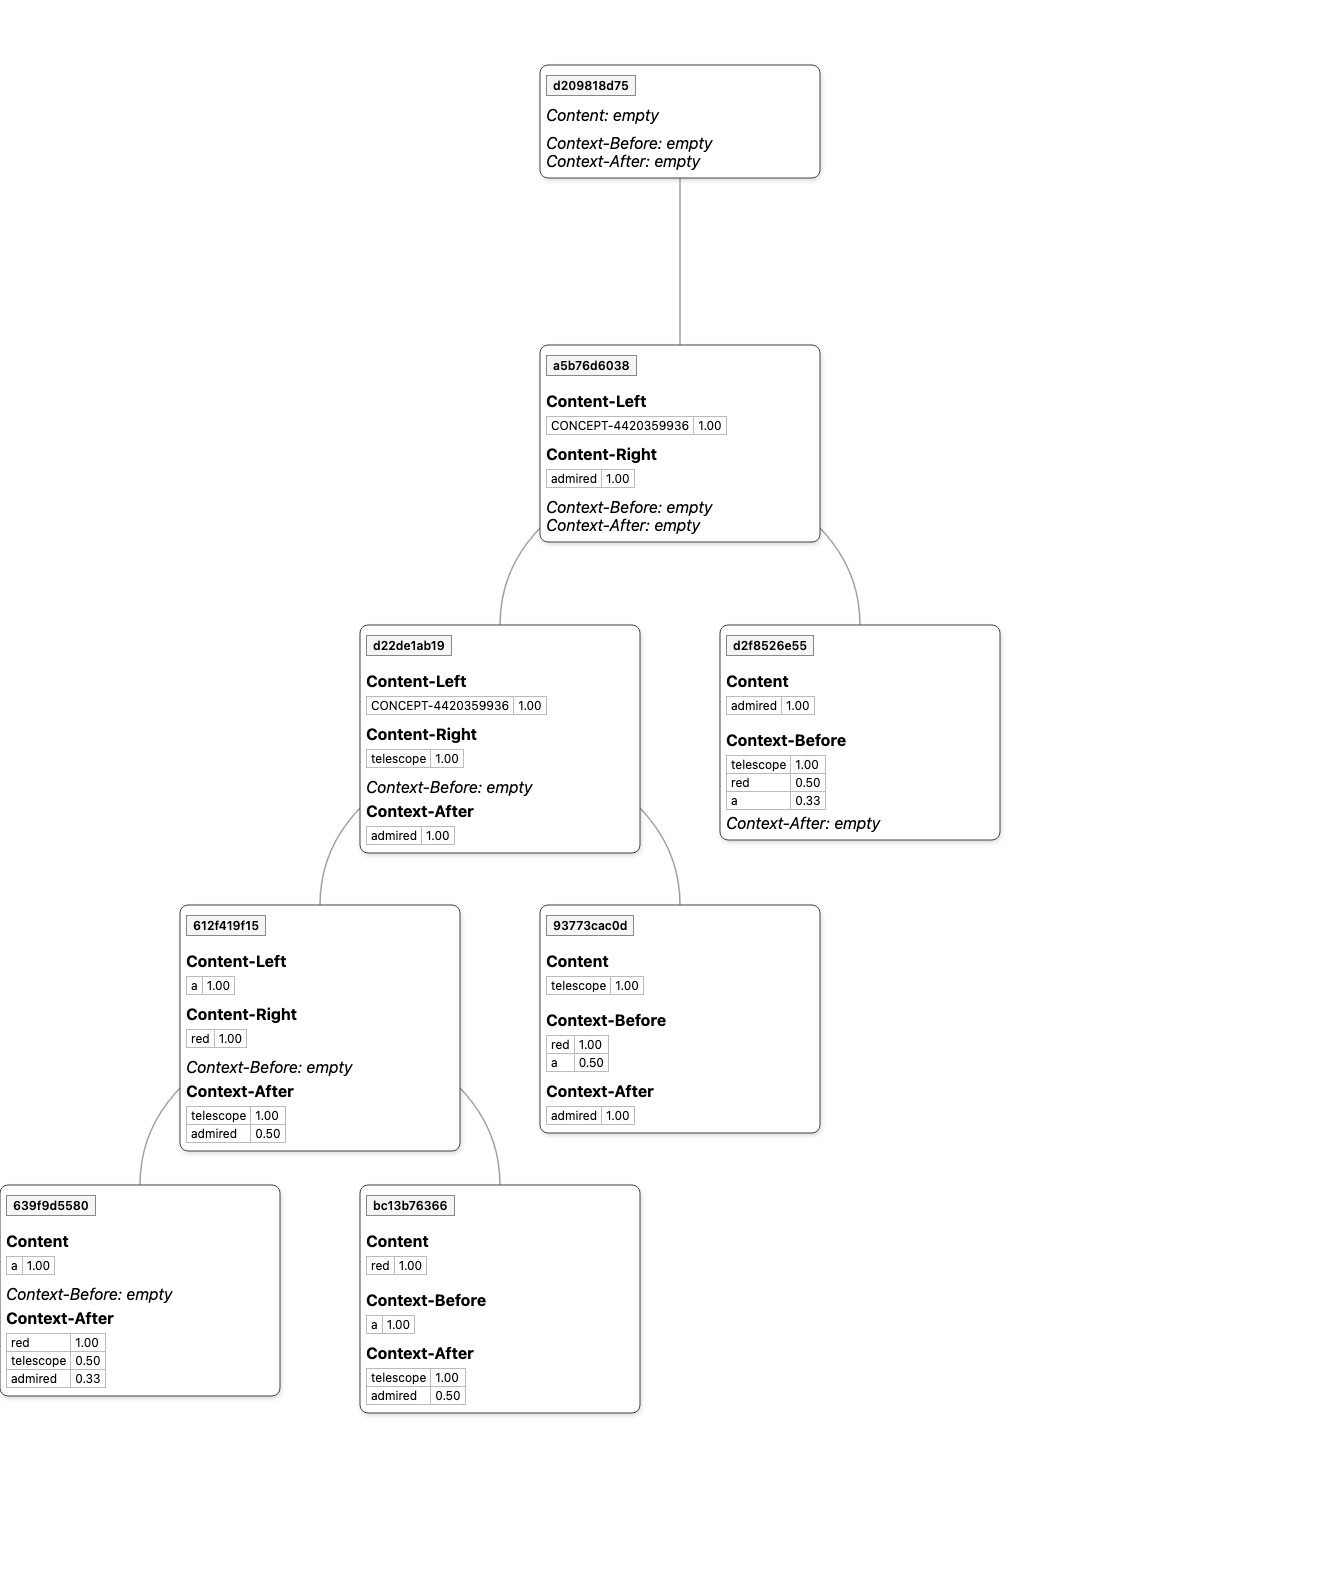 d209818d75
Content: empty
Context-Before: empty
Context-After: empty
a5b76d6038
Content-Left
CONCEPT-4420359936 1.00
Content-Right
admired 1.00
Context-Before: empty
Context-After: empty
d22de1ab19
Content-Left
CONCEPT-4420359936 1.00
Content-Right
telescope 1.00
Context-Before: empty
Context-After
admired 1.00
d2f8526e55
Content
admired 1.00
Context-Before
telescope 1.00
red 0.50
a 0.33
Context-After: empty
612f419f15
Content-Left
a 1.00
Content-Right
red 1.00
Context-Before: empty
Context-After
telescope 1.00
admired 0.50
93773cac0d
Content
telescope 1.00
Context-Before
red 1.00
a 0.50
Context-After
admired 1.00
639f9d5580
Content
a 1.00
Context-Before: empty
Context-After
red 1.00
telescope 0.50
admired 0.33
bc13b76366
Content
red 1.00
Context-Before
a 1.00
Context-After
telescope 1.00
admired 0.50